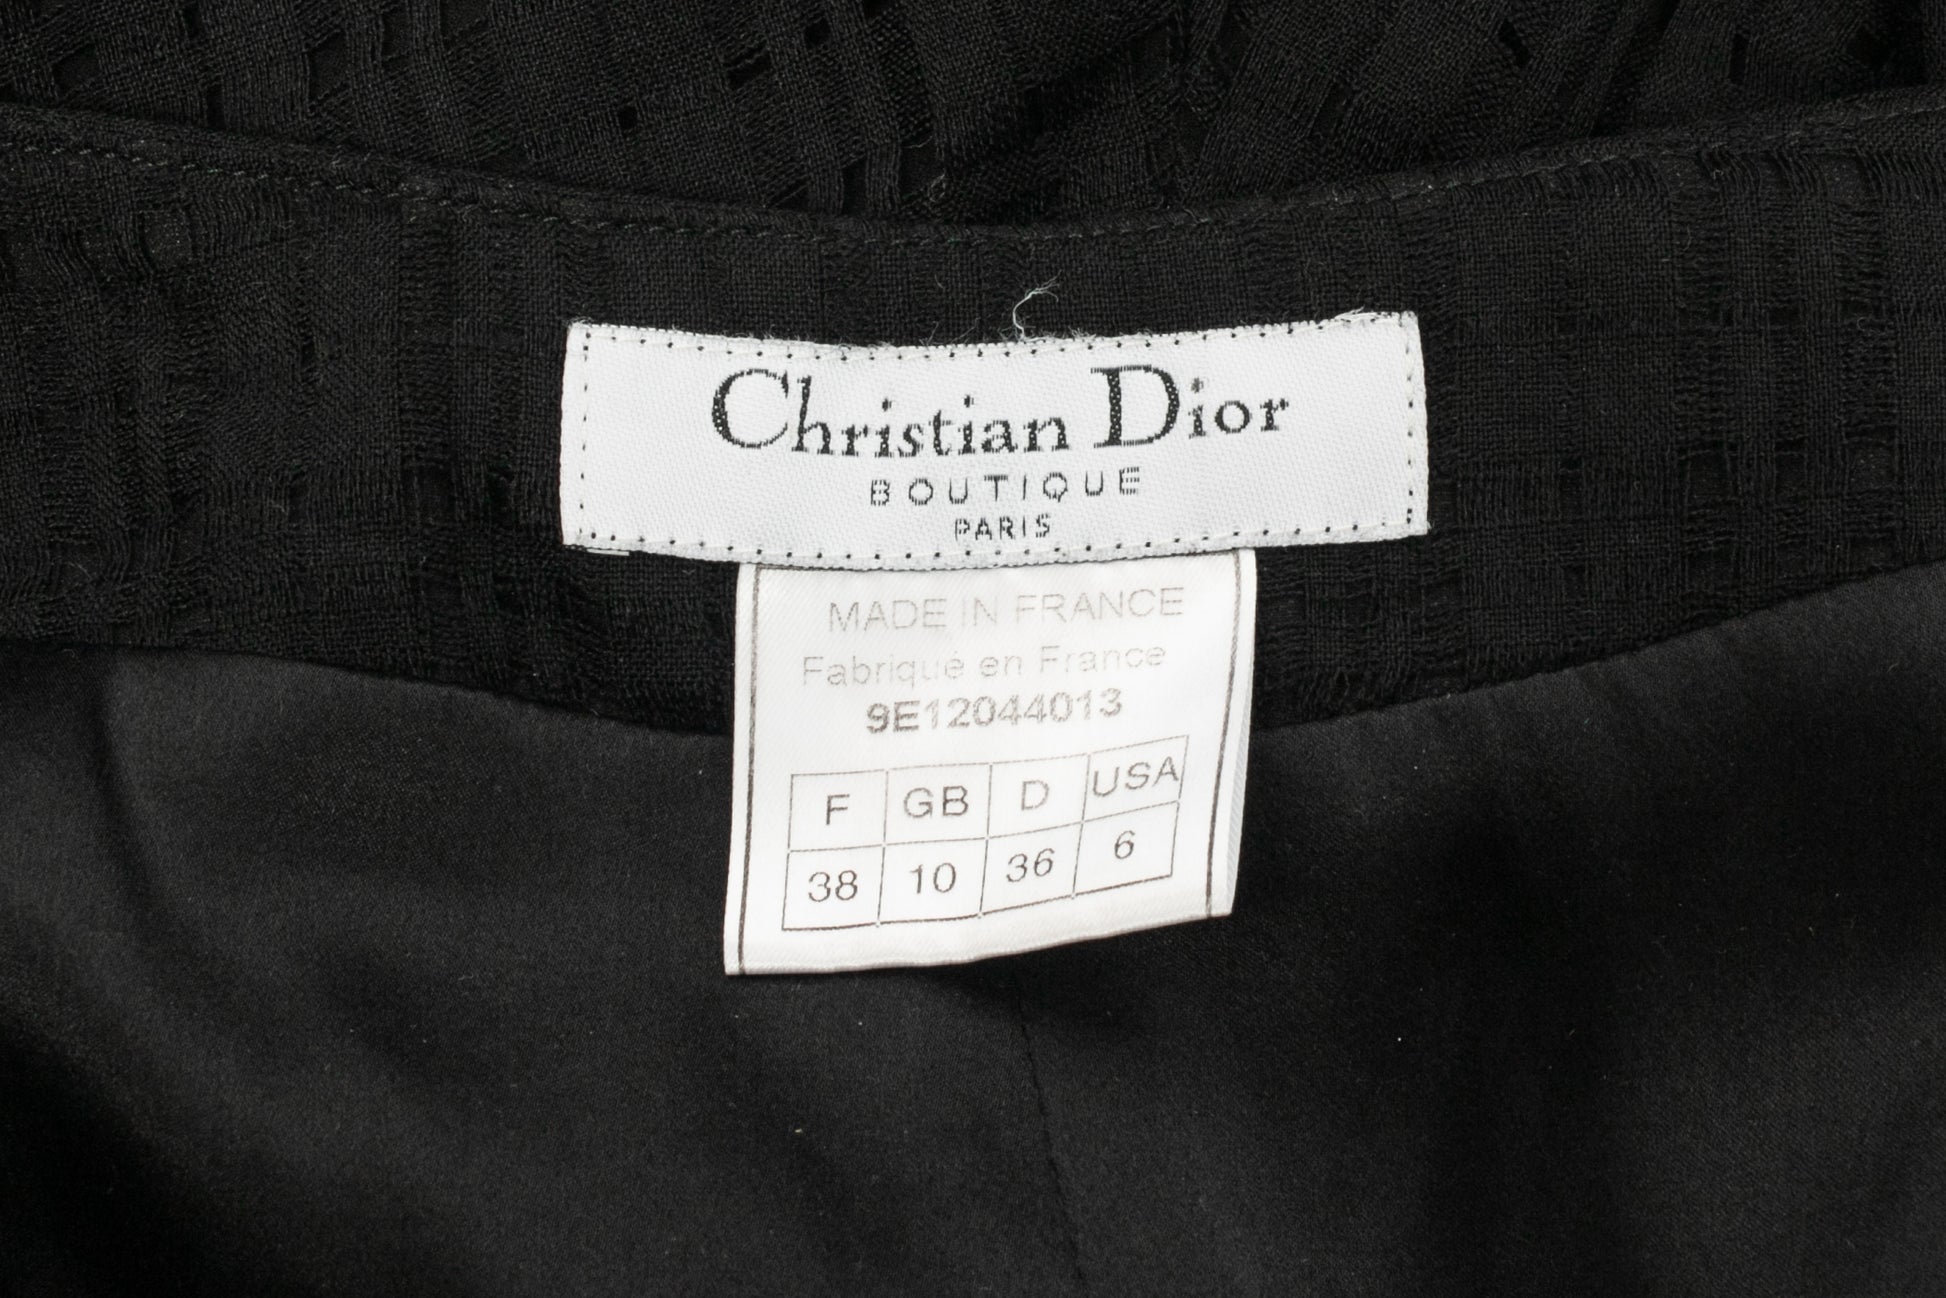 Christian Dior
BOUTIQUE
PARIS
MADE IN FRANCE
Fabriqué en France
9E12044013
F GB D USA
38 10 36 6